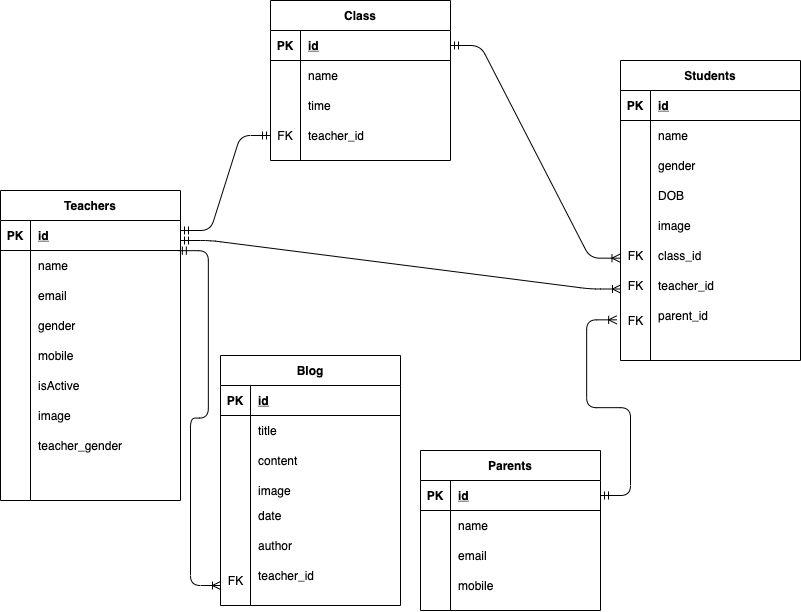 Class
PK id
name
time
FK teacher_id
Students
PK id
name
gender
DOB
image
FK class_id
FK teacher_id
FK parent_id
Teachers
PK id
name
email
gender
mobile
isActive
image
teacher_gender
Blog
PK id
title
content
image
date
author
FK teacher_id
Parents
PK id
name
email
mobile